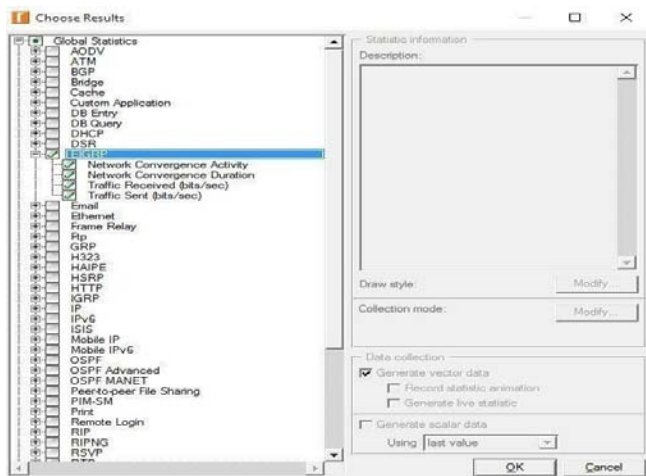 Choose Results
Global Statistics
AODV
ATM
BGP
Bridge
Cache
Custom Application
DB Entry
DB Query
DHCP
DSR
EIGRP
Network Convergence Activity
Network Convergence Duration
Traffic Received (bits/sec)
Traffic Sent (bits/sec)
Email
Ethernet
Frame Relay
Ftp
GRP
H323
HAIPE
HSRP
HTTP
IGRP
IP
IPv6
ISIS
Mobile IP
Mobile IPv6
OSPF
OSPF Advanced
OSPF MANET
Peer-to-peer File Sharing
PIM-SM
Print
Remote Login
RIP
RIPNG
RSVP
Statistic information
Description:
Draw style:
Modify...
Collection mode:
Modify...
Data collection
Generate vector data
Record statistic animation
Generate live statistic
Generate scalar data
Using last value
OK
Cancel